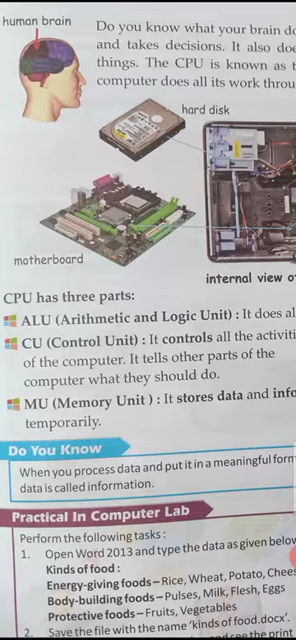 human brain
Do you know what your brain do
and takes decisions. It also doe
things. The CPU is known as t
computer does all its work throu
hard disk
motherboard
internal view o
CPU has three parts:
ALU (Arithmetic and Logic Unit) : It does al
CU (Control Unit) : It controls all the activiti
of the computer. It tells other parts of the
computer what they should do.
MU (Memory Unit ) : It stores data and info
temporarily.
Do You Know
When you process data and put it in a meaningful form
data is called information.
Practical In Computer Lab
Perform the following tasks :
1. Open Word 2013 and type the data as given below
Kinds of food :
Energy-giving foods – Rice, Wheat, Potato, Chees
Body-building foods – Pulses, Milk, Flesh, Eggs
Protective foods – Fruits, Vegetables
2. Save the file with the name 'kinds of food.docx'.
see the print